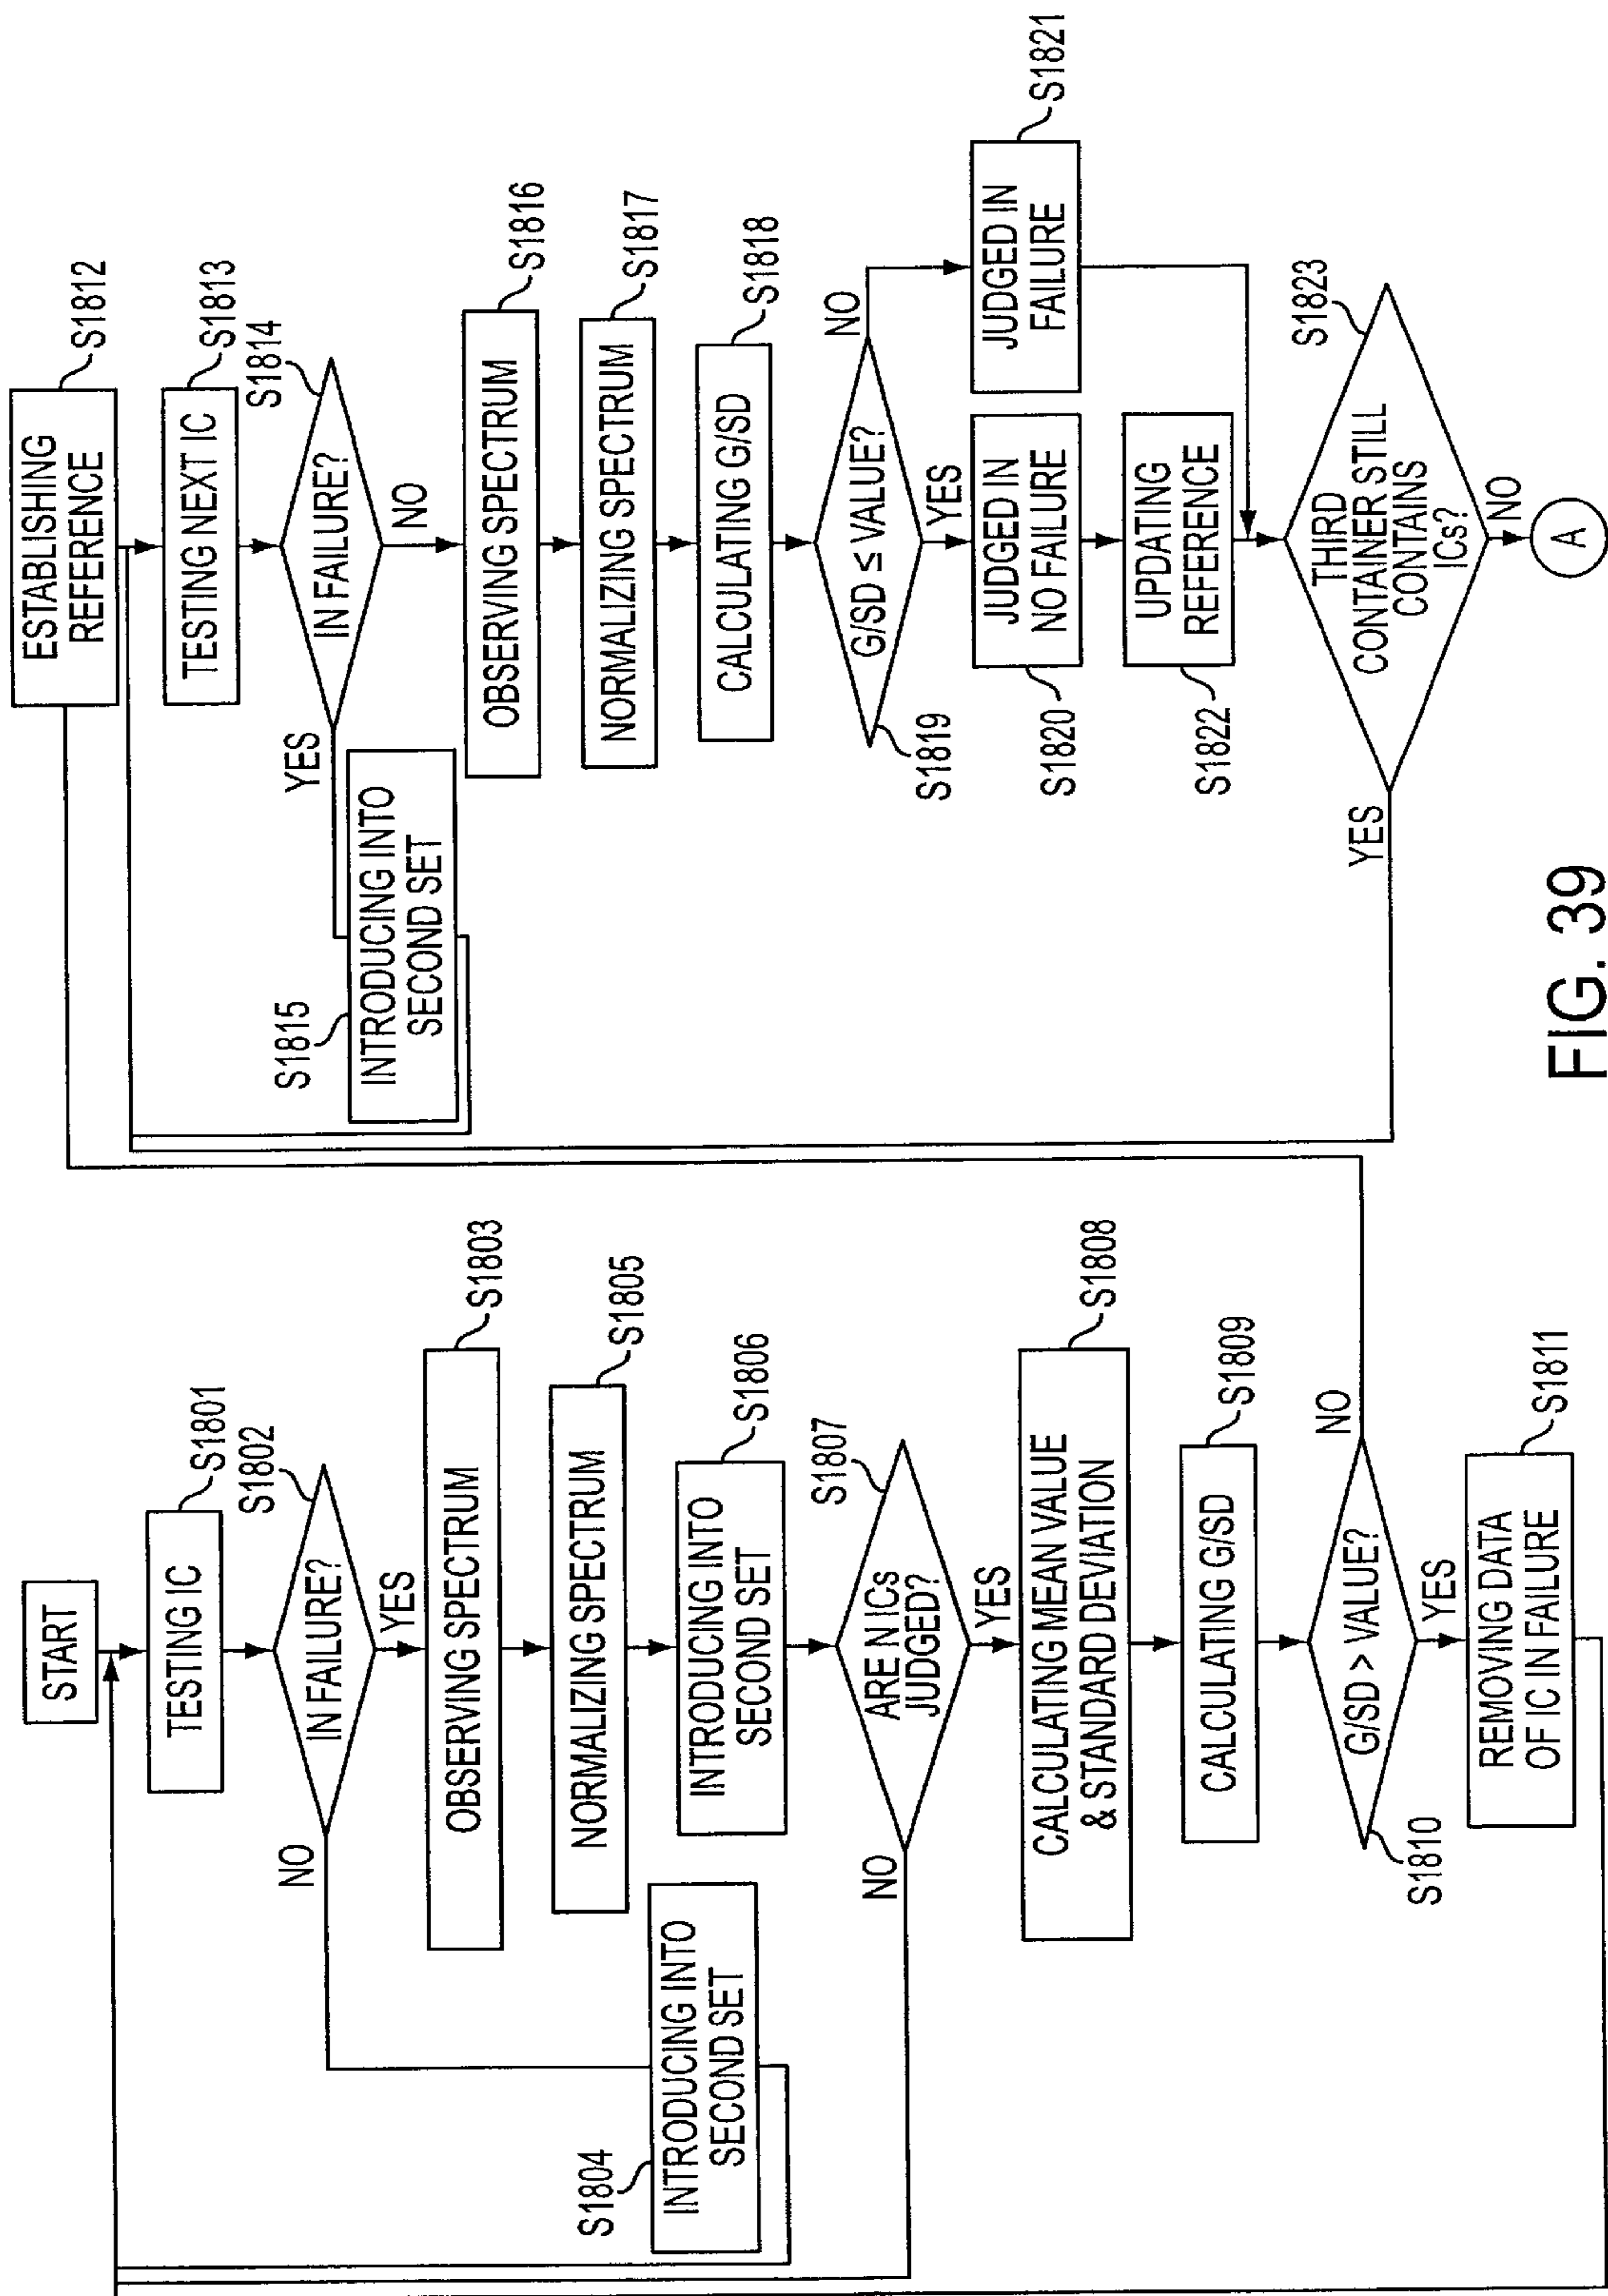 START
TESTING IC
S1801
IN FAILURE?
S1802
NO
YES
OBSERVING SPECTRUM
S1803
S1804
INTRODUCING INTO
SECOND SET
NORMALIZING SPECTRUM
S1805
INTRODUCING INTO
SECOND SET
S1806
ARE N ICs
JUDGED?
S1807
NO
YES
CALCULATING MEAN VALUE
& STANDARD DEVIATION
S1808
CALCULATING G/SD
S1809
G/SD > VALUE?
S1810
NO
YES
REMOVING DATA
OF IC IN FAILURE
S1811
ESTABLISHING
REFERENCE
S1812
TESTING NEXT IC
S1813
IN FAILURE?
S1814
YES
NO
S1815
INTRODUCING INTO
SECOND SET
OBSERVING SPECTRUM
S1816
NORMALIZING SPECTRUM
S1817
CALCULATING G/SD
S1818
G/SD ≤ VALUE?
S1819
NO
YES
JUDGED IN
NO FAILURE
S1820
JUDGED IN
FAILURE
S1821
UPDATING
REFERENCE
S1822
THIRD
CONTAINER STILL
CONTAINS
ICs?
S1823
YES
NO
A
FIG. 39